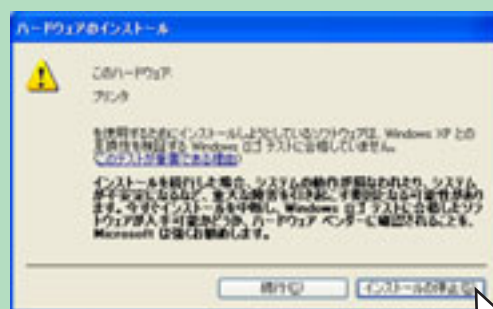 ハードウェアのインストール
このハードウェア:
プリンタ
を使用するためにインストールしようとしているソフトウェアは、Windows XP との
互換性を検証する Windows ロゴ テストに合格していません。
(このテストが重要である理由)
インストールを続行した場合、システムの動作が損なわれたり、システム
が不安定になるなど、重大な障害を引き起こす要因となる可能性があり
ます。今すぐインストールを中断し、Windows ロゴ テストに合格したソフ
トウェアが入手可能かどうか、ハードウェア ベンダーに確認されることを、
Microsoft は強くお勧めします。
続行(C)
インストールの停止(S)